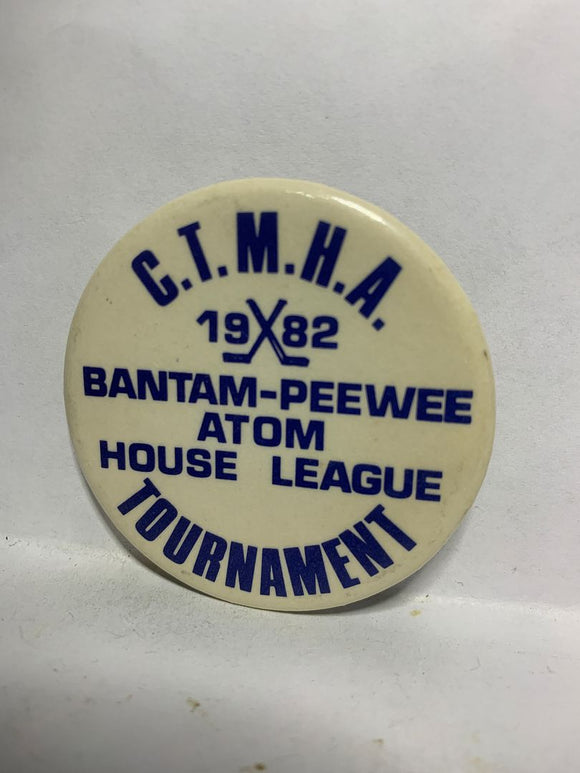 C.T.M.H.A.
1982
BANTAM-PEEWEE
ATOM
HOUSE LEAGUE
TOURNAMENT